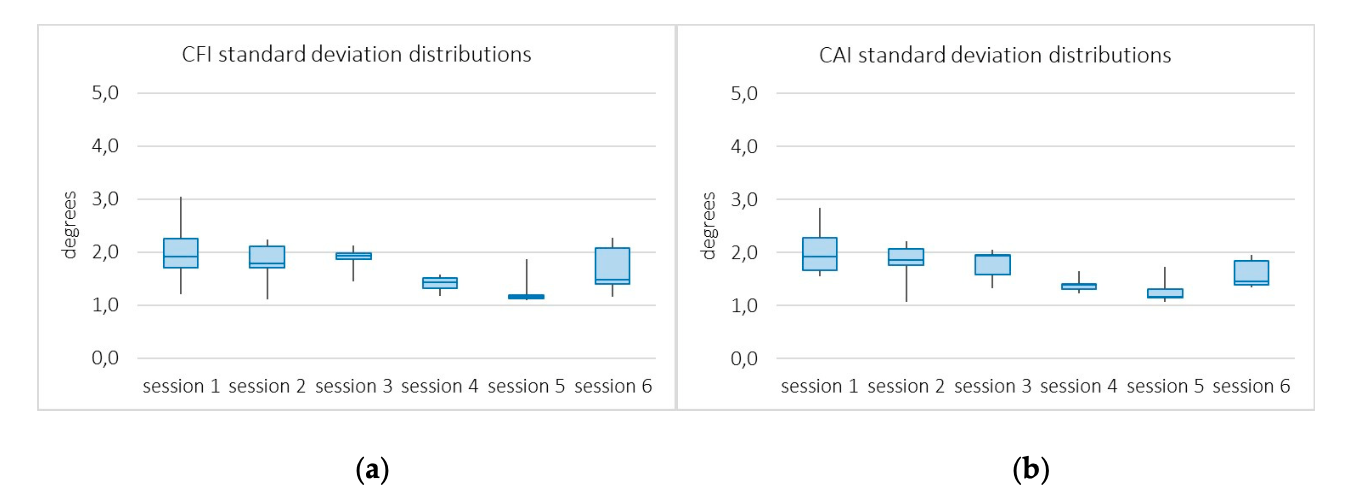 CFI standard deviation distributions
5,0
4,0
3,0
2,0
1,0
0,0
degrees
session 1 session 2 session 3 session 4 session 5 session 6
(a)
CAI standard deviation distributions
5,0
4,0
3,0
2,0
1,0
0,0
degrees
session 1 session 2 session 3 session 4 session 5 session 6
(b)